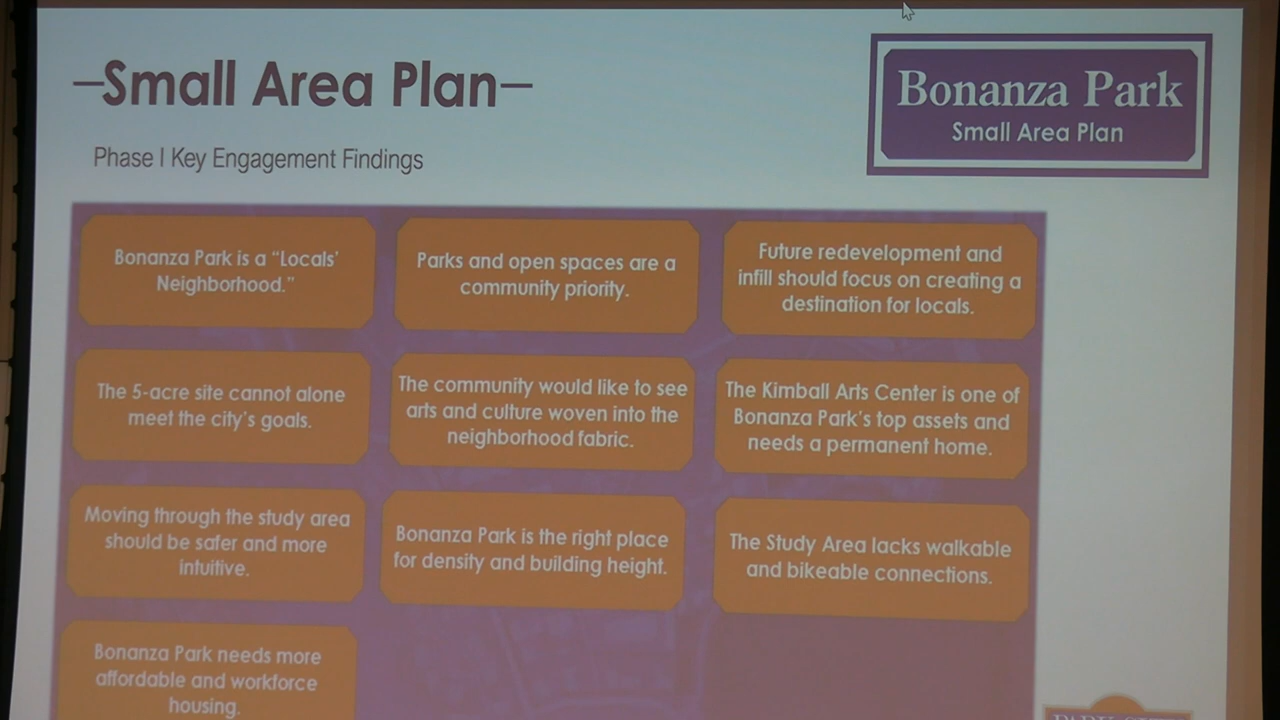 —Small Area Plan—
Bonanza Park
Small Area Plan
Phase I Key Engagement Findings
Bonanza Park is a “Locals’
Neighborhood.”
Parks and open spaces are a
community priority.
Future redevelopment and
infill should focus on creating a
destination for locals.
The 5-acre site cannot alone
meet the city’s goals.
The community would like to see
arts and culture woven into the
neighborhood fabric.
The Kimball Arts Center is one of
Bonanza Park’s top assets and
needs a permanent home.
Moving through the study area
should be safer and more
intuitive.
Bonanza Park is the right place
for density and building height.
The Study Area lacks walkable
and bikeable connections.
Bonanza Park needs more
affordable and workforce
housing.